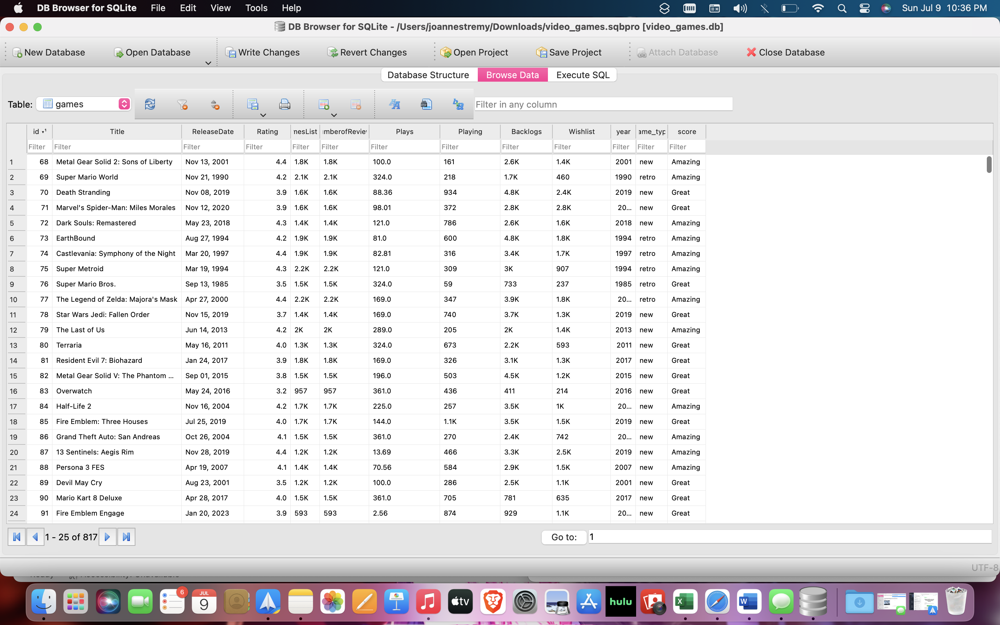 DB Browser for SQLite File Edit View Tools Help Sun Jul 9 10:36 PM
DB Browser for SQLite - /Users/joannestremy/Downloads/video_games.sqbpro [video_games.db]
New Database Open Database Write Changes Revert Changes Open Project Save Project Attach Database Close Database
Database Structure Browse Data Execute SQL
Table: games Filter in any column
id 1 Title ReleaseDate Rating nesList mberofRevie Plays Playing Backlogs Wishlist year ame_typ score
Filter Filter Filter Filter Filter Filter Filter Filter Filter Filter Filter Filter Filter
1 68 Metal Gear Solid 2: Sons of Liberty Nov 13, 2001 4.4 1.8K 1.8K 100.0 161 2.6K 1.4K 2001 new Amazing
2 69 Super Mario World Nov 21, 1990 4.2 2.1K 2.1K 324.0 218 1.7K 460 1990 retro Amazing
3 70 Death Stranding Nov 08, 2019 3.9 1.6K 1.6K 88.36 934 4.8K 2.4K 2019 new Great
4 71 Marvel's Spider-Man: Miles Morales Nov 12, 2020 3.9 1.6K 1.6K 98.01 372 2.8K 2.8K 20... new Great
5 72 Dark Souls: Remastered May 23, 2018 4.3 1.4K 1.4K 121.0 786 2.6K 1.6K 2018 new Amazing
6 73 EarthBound Aug 27, 1994 4.2 1.9K 1.9K 81.0 600 4.8K 1.8K 1994 retro Amazing
7 74 Castlevania: Symphony of the Night Mar 20, 1997 4.4 1.9K 1.9K 82.81 316 3.4K 1.7K 1997 retro Amazing
8 75 Super Metroid Mar 19, 1994 4.3 2.2K 2.2K 121.0 309 3K 907 1994 retro Amazing
9 76 Super Mario Bros. Sep 13, 1985 3.5 1.5K 1.5K 324.0 59 733 237 1985 retro Great
10 77 The Legend of Zelda: Majora's Mask Apr 27, 2000 4.4 2.2K 2.2K 169.0 347 3.9K 1.8K 20... retro Amazing
11 78 Star Wars Jedi: Fallen Order Nov 15, 2019 3.7 1.4K 1.4K 169.0 740 3.7K 1.3K 2019 new Great
12 79 The Last of Us Jun 14, 2013 4.2 2K 2K 289.0 205 2K 1.4K 2013 new Amazing
13 80 Terraria May 16, 2011 4.0 1.3K 1.3K 324.0 673 2.2K 593 2011 new Great
14 81 Resident Evil 7: Biohazard Jan 24, 2017 3.9 1.8K 1.8K 169.0 326 3.1K 1.3K 2017 new Great
15 82 Metal Gear Solid V: The Phantom ... Sep 01, 2015 3.8 1.5K 1.5K 196.0 503 4.5K 1.2K 2015 new Great
16 83 Overwatch May 24, 2016 3.2 957 957 361.0 436 411 214 2016 new Great
17 84 Half-Life 2 Nov 16, 2004 4.2 1.7K 1.7K 225.0 257 3.5K 1K 20... new Amazing
18 85 Fire Emblem: Three Houses Jul 25, 2019 4.0 1.7K 1.7K 144.0 1.1K 3.5K 1.5K 2019 new Great
19 86 Grand Theft Auto: San Andreas Oct 26, 2004 4.1 1.5K 1.5K 361.0 270 2.4K 742 20... new Amazing
20 87 13 Sentinels: Aegis Rim Nov 28, 2019 4.4 1.2K 1.2K 13.69 466 3.3K 2.5K 2019 new Amazing
21 88 Persona 3 FES Apr 19, 2007 4.1 1.4K 1.4K 70.56 584 2.9K 1.5K 2007 new Amazing
22 89 Devil May Cry Aug 23, 2001 3.5 1.2K 1.2K 100.0 286 2.5K 1.1K 2001 new Great
23 90 Mario Kart 8 Deluxe Apr 28, 2017 4.0 1.5K 1.5K 361.0 705 781 635 2017 new Great
24 91 Fire Emblem Engage Jan 20, 2023 3.9 593 593 2.56 874 929 1.1K 20... new Great
1 - 25 of 817 Go to: 1
UTF-8
6 JUL 9 tv hulu X W